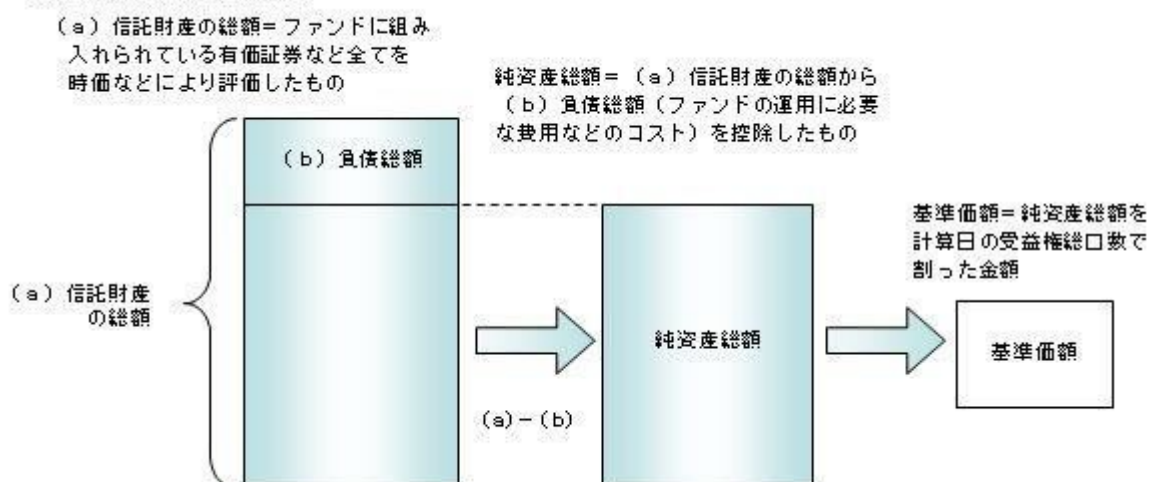 (a)信託財産の総額=ファンドに組み
入れられている有価証券など全てを
時価などにより評価したもの
純資産総額=(a)信託財産の総額から
(b)負債総額(ファンドの運用に必要
な費用などのコスト)を控除したもの
(b)負債総額
基準価額=純資産総額を
計算日の受益権総口数で
割った金額
(a)信託財産
の総額
純資産総額
基準価額
(a)-(b)